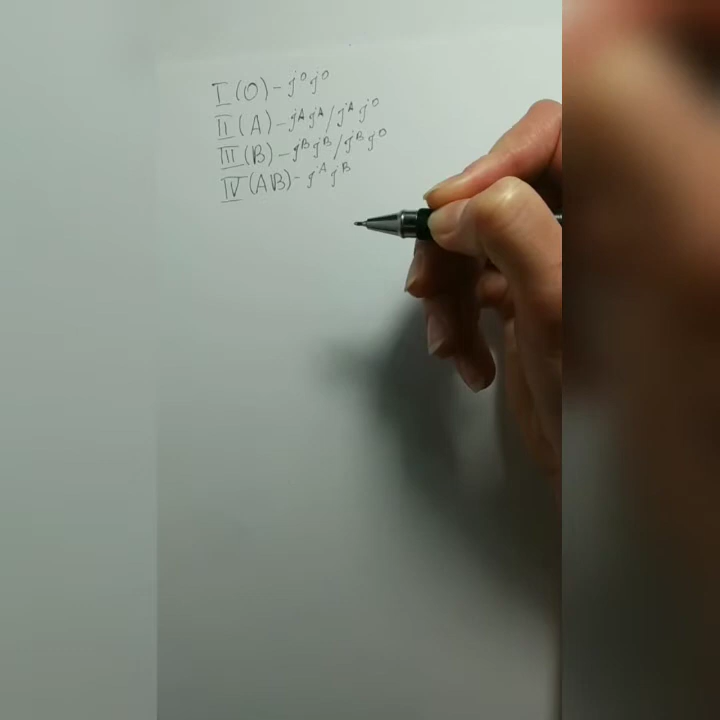 I (O) - j⁰j⁰
II (A) - jᴬjᴬ / jᴬj⁰
III (B) - jᴮjᴮ / jᴮj⁰
IV (AB) - jᴬjᴮ